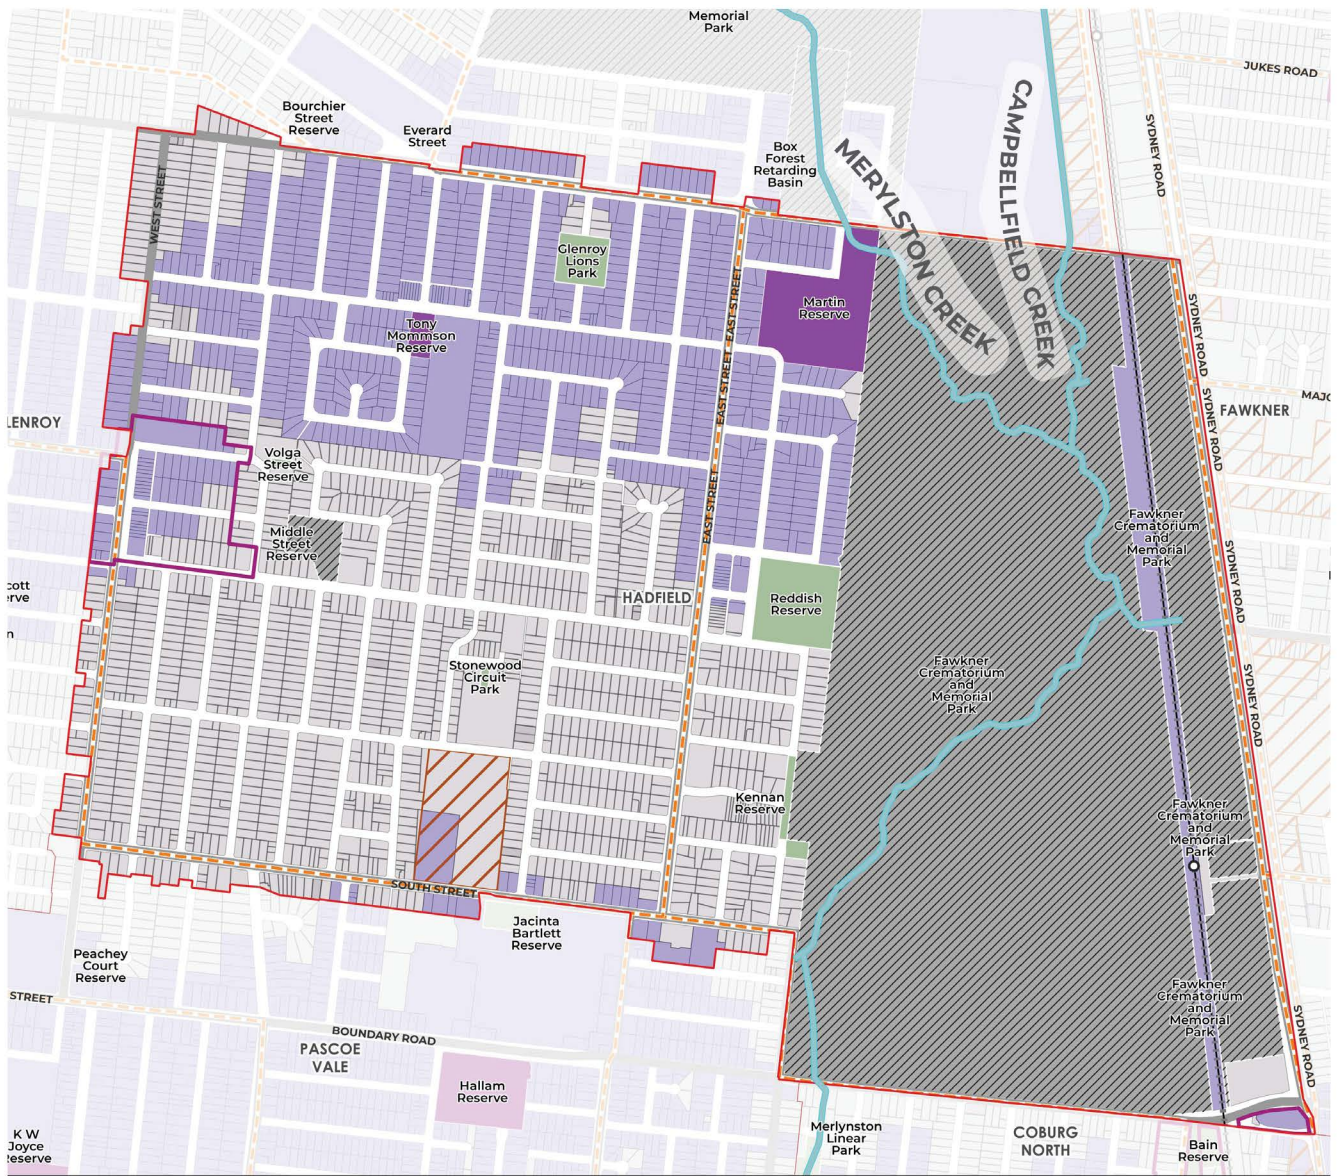 Memorial
Park
JUKES ROAD
Bourchier
Street
Reserve
Everard
Street
Box
Forest
Retarding
Basin
SYDNEY ROAD
CAMPBELLFIELD CREEK
MERYLSTON CREEK
WEST STREET
Glenroy
Lions
Park
EAST STREET
EAST STREET
EAST STREET
EAST STREET
Martin
Reserve
Tony
Mommson
Reserve
SYDNEY ROAD
SYDNEY ROAD
FAWKNER
LENROY
Volga
Street
Reserve
Middle
Street
Reserve
Fawkner
Crematorium
and
Memorial
Park
SYDNEY ROAD
HADFIELD
Reddish
Reserve
Stonewood
Circuit
Park
Fawkner
Crematorium
and
Memorial
Park
SYDNEY ROAD
Kennan
Reserve
Fawkner
Crematorium
and
Memorial
Park
SOUTH STREET
Jacinta
Bartlett
Reserve
Peachey
Court
Reserve
STREET
Fawkner
Crematorium
and
Memorial
Park
SYDNEY ROAD
BOUNDARY ROAD
PASCOE
VALE
Hallam
Reserve
K W
Joyce
Reserve
Merlynston
Linear
Park
COBURG
NORTH
Bain
Reserve